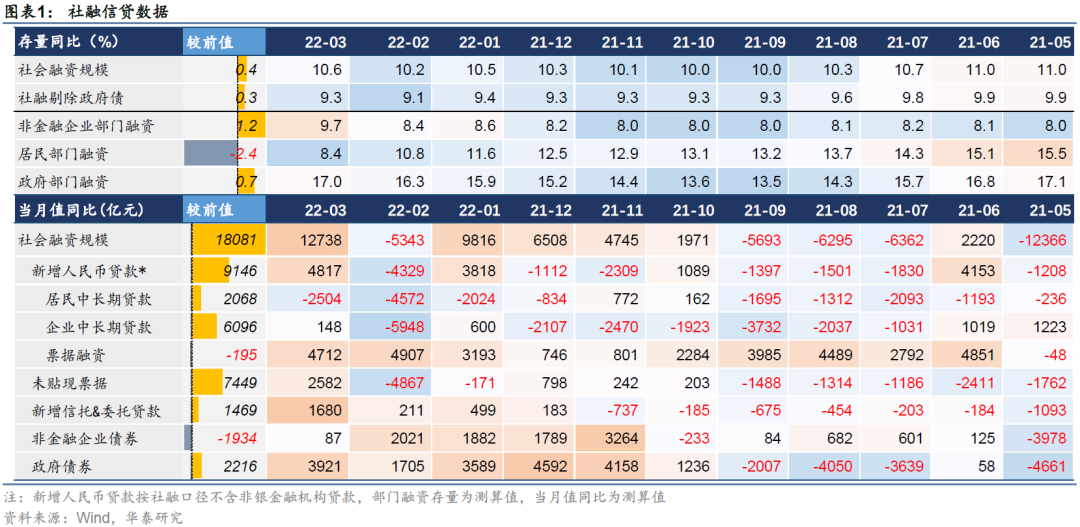 图表1： 社融信贷数据
存量同比（%） 较前值 22-03 22-02 22-01 21-12 21-11 21-10 21-09 21-08 21-07 21-06 21-05
社会融资规模 0.4 10.6 10.2 10.5 10.3 10.1 10.0 10.0 10.3 10.7 11.0 11.0
社融剔除政府债 0.3 9.3 9.1 9.4 9.3 9.3 9.3 9.3 9.6 9.8 9.9 9.9
非金融企业部门融资 1.2 9.7 8.4 8.6 8.2 8.0 8.0 8.0 8.1 8.2 8.1 8.0
居民部门融资 -2.4 8.4 10.8 11.6 12.5 12.9 13.1 13.2 13.7 14.3 15.1 15.5
政府部门融资 0.7 17.0 16.3 15.9 15.2 14.4 13.6 13.5 14.3 15.7 16.8 17.1
当月值同比(亿元) 较前值 22-03 22-02 22-01 21-12 21-11 21-10 21-09 21-08 21-07 21-06 21-05
社会融资规模 18081 12738 -5343 9816 6508 4745 1971 -5693 -6295 -6362 2220 -12366
新增人民币贷款* 9146 4817 -4329 3818 -1112 -2309 1089 -1397 -1501 -1830 4153 -1208
居民中长期贷款 2068 -2504 -4572 -2024 -834 772 162 -1695 -1312 -2093 -1193 -236
企业中长期贷款 6096 148 -5948 600 -2107 -2470 -1923 -3732 -2037 -1031 1019 1223
票据融资 -195 4712 4907 3193 746 801 2284 3985 4489 2792 4851 -48
未贴现票据 7449 2582 -4867 -171 798 242 203 -1488 -1314 -1186 -2411 -1762
新增信托&委托贷款 1469 1680 211 499 183 -737 -185 -675 -454 -203 -184 -1093
非金融企业债券 -1934 87 2021 1882 1789 3264 -233 84 682 601 125 -3978
政府债券 2216 3921 1705 3589 4592 4158 1236 -2007 -4050 -3639 58 -4661
注：新增人民币贷款按社融口径不含非银金融机构贷款，部门融资存量为测算值，当月值同比为测算值
资料来源：Wind，华泰研究